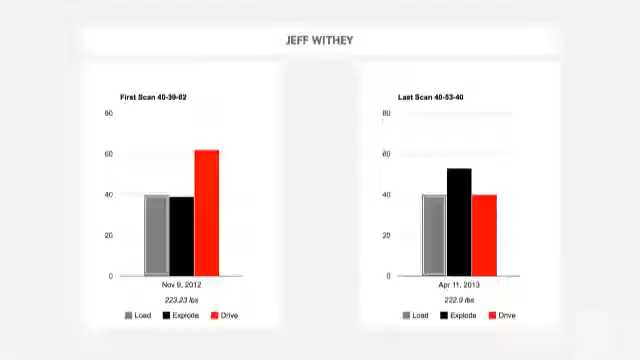 JEFF WITHEY
First Scan 40-39-62
80
60
40
20
0
Nov 9, 2012
223.23 lbs
Load Explode Drive
Last Scan 40-53-40
80
60
40
20
0
Apr 11, 2013
222.9 lbs
Load Explode Drive